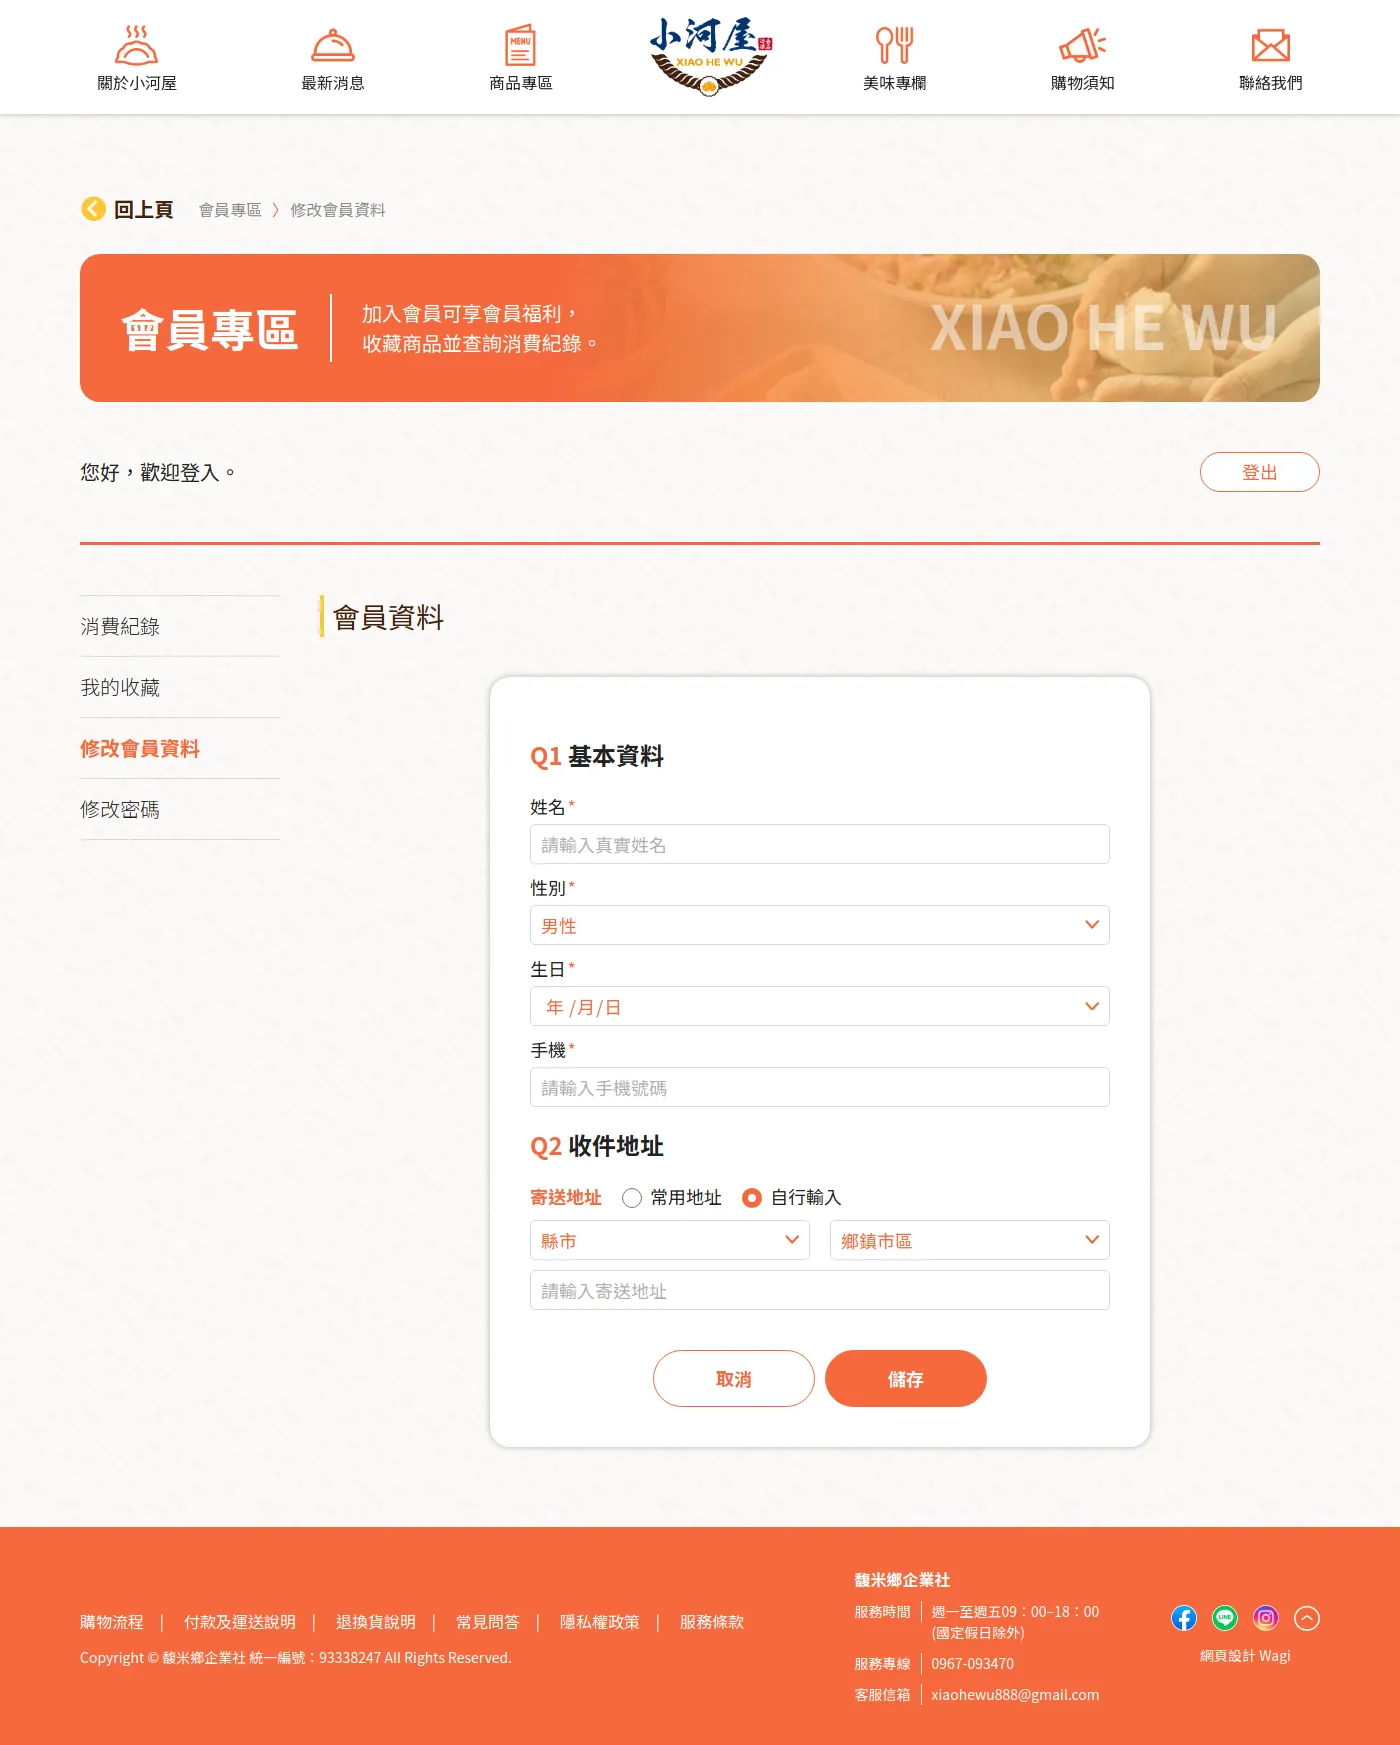 關於小河屋
最新消息
商品專區
MENU
小河屋
XIAO HE WU
美味專欄
購物須知
聯絡我們
回上頁 會員專區 〉 修改會員資料
會員專區
加入會員可享會員福利，
收藏商品並查詢消費紀錄。
XIAO HE WU
您好，歡迎登入。
登出
消費紀錄
我的收藏
修改會員資料
修改密碼
會員資料
Q1 基本資料
姓名*
請輸入真實姓名
性別*
男性
生日*
年 /月/日
手機*
請輸入手機號碼
Q2 收件地址
寄送地址 常用地址 自行輸入
縣市 鄉鎮市區
請輸入寄送地址
取消 儲存
購物流程 | 付款及運送說明 | 退換貨說明 | 常見問答 | 隱私權政策 | 服務條款
Copyright © 馥米鄉企業社 統一編號：93338247 All Rights Reserved.
馥米鄉企業社
服務時間 | 週一至週五09：00–18：00
(國定假日除外)
服務專線 | 0967-093470
客服信箱 | xiaohewu888@gmail.com
LINE
網頁設計 Wagi